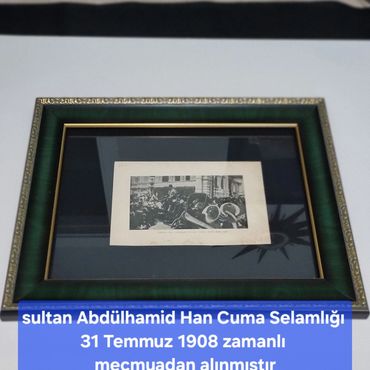 sultan Abdülhamid Han Cuma Selamlığı
31 Temmuz 1908 zamanlı
mecmuadan alınmıştır